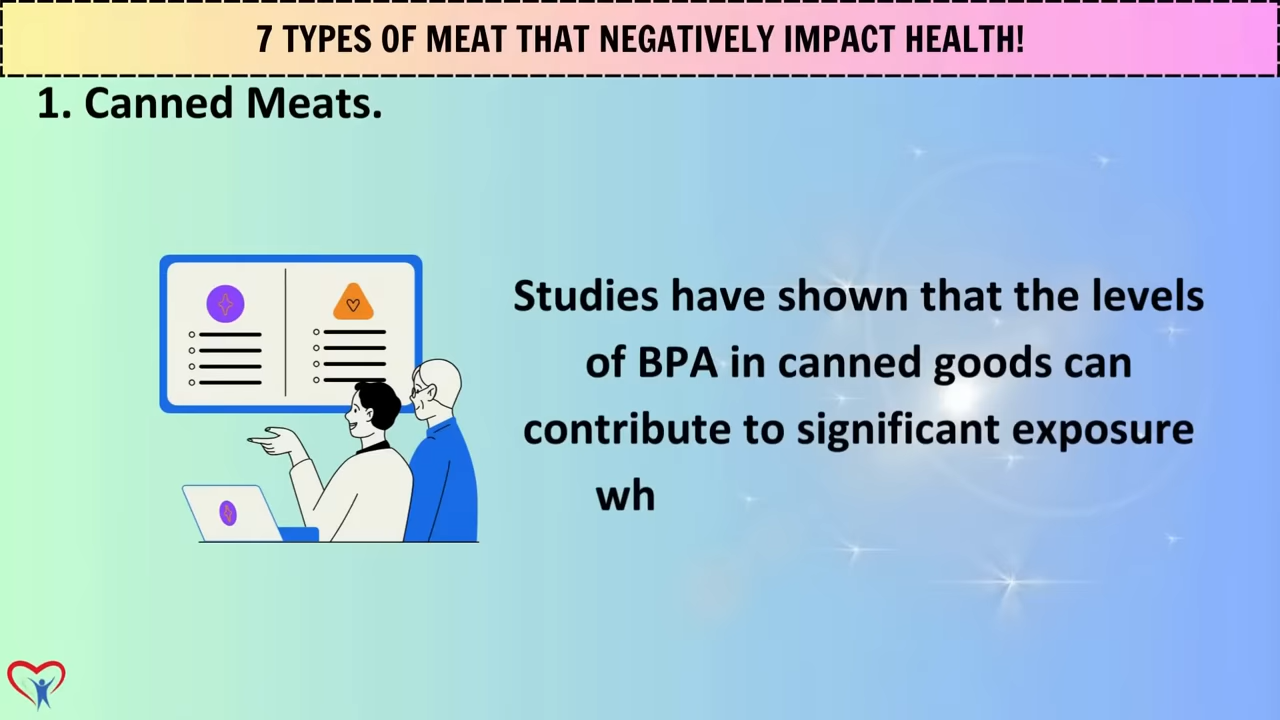 7 TYPES OF MEAT THAT NEGATIVELY IMPACT HEALTH!
1. Canned Meats.
Studies have shown that the levels
of BPA in canned goods can
contribute to significant exposure
wh